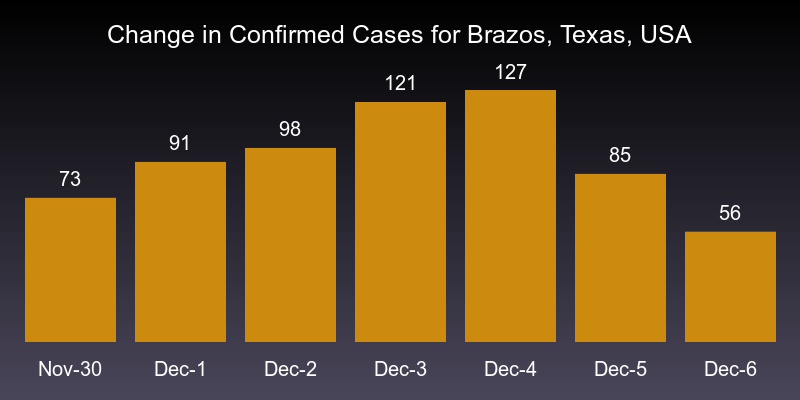 Change in Confirmed Cases for Brazos, Texas, USA
73 91 98 121 127 85 56
Nov-30 Dec-1 Dec-2 Dec-3 Dec-4 Dec-5 Dec-6